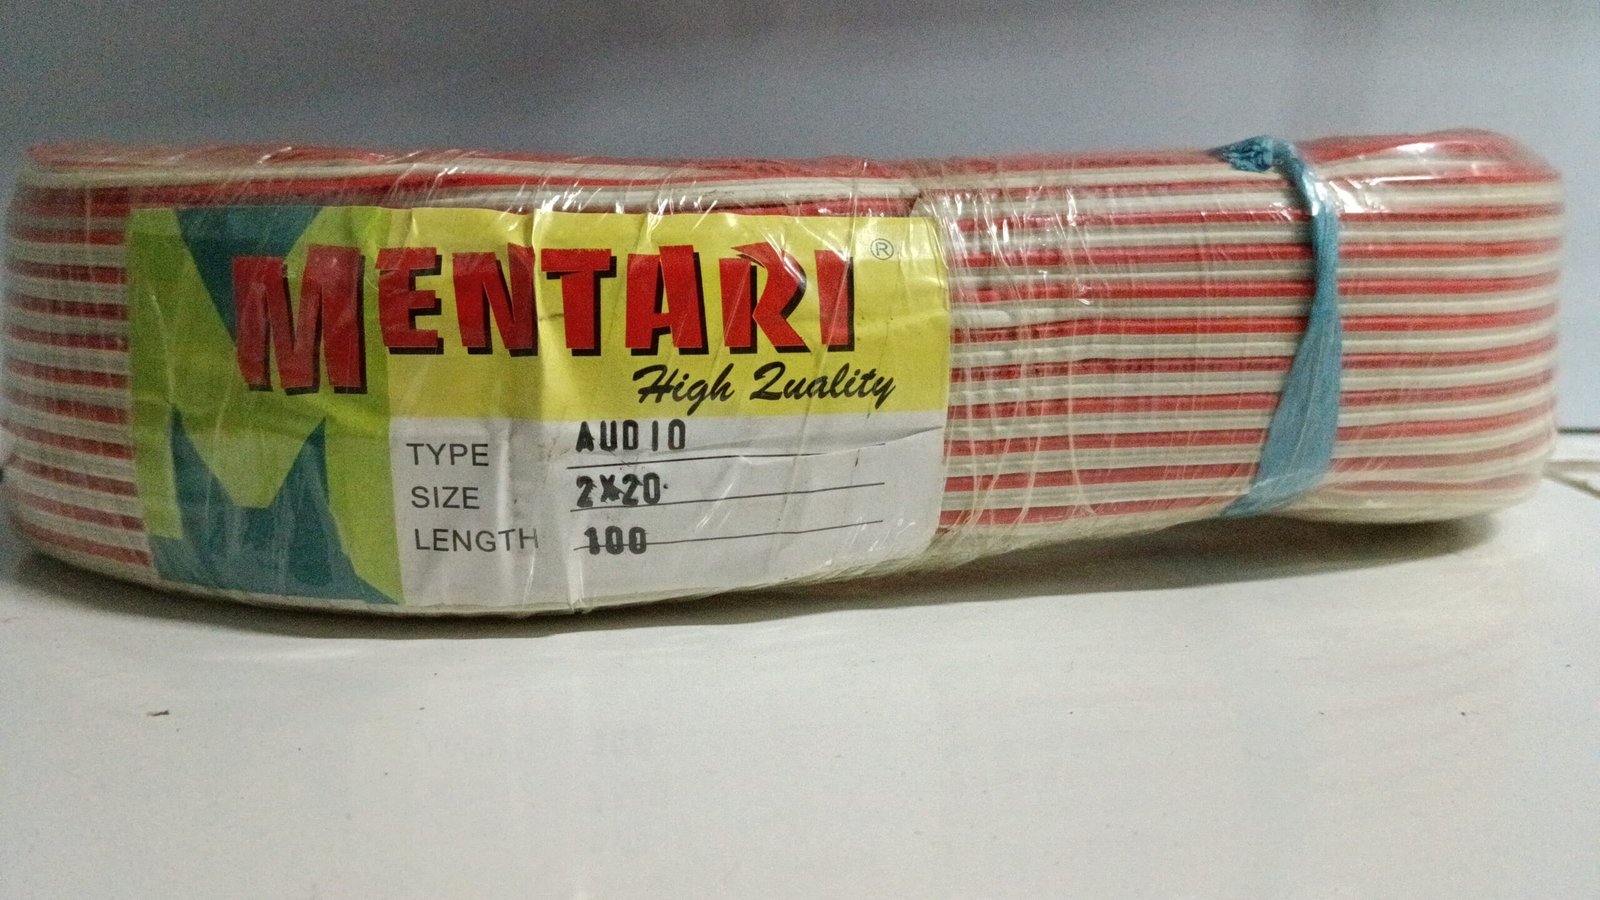 MENTARI ®
High Quality
TYPE AUDIO
SIZE 2X20
LENGTH 100